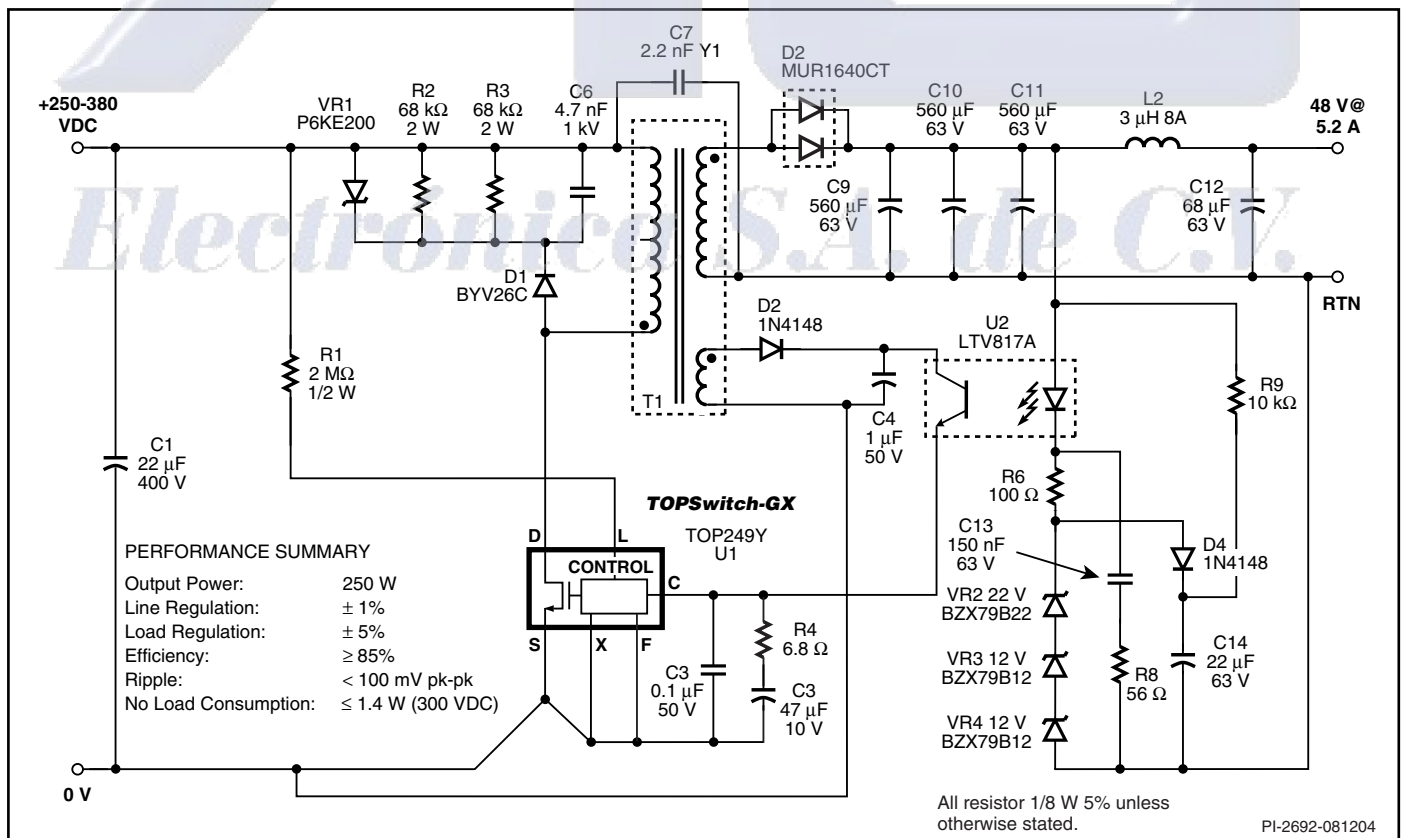 C7
2.2 nF Y1
D2
MUR1640CT
+250-380
VDC
VR1
P6KE200
R2
68 kΩ
2 W
R3
68 kΩ
2 W
C6
4.7 nF
1 kV
C10
560 µF
63 V
C11
560 µF
63 V
L2
3 µH 8A
48 V@
5.2 A
C9
560 µF
63 V
C12
68 µF
63 V
Electrónica S.A. de C.V.
D1
BYV26C
RTN
D2
1N4148
U2
LTV817A
R1
2 MΩ
1/2 W
T1
C4
1 µF
50 V
R9
10 kΩ
C1
22 µF
400 V
R6
100 Ω
TOPSwitch-GX
TOP249Y
U1
D
L
CONTROL
C
S
X
F
C13
150 nF
63 V
D4
1N4148
VR2 22 V
BZX79B22
R4
6.8 Ω
C3
0.1 µF
50 V
C3
47 µF
10 V
VR3 12 V
BZX79B12
R8
56 Ω
C14
22 µF
63 V
VR4 12 V
BZX79B12
PERFORMANCE SUMMARY
Output Power: 250 W
Line Regulation: ± 1%
Load Regulation: ± 5%
Efficiency: ≥ 85%
Ripple: < 100 mV pk-pk
No Load Consumption: ≤ 1.4 W (300 VDC)
0 V
All resistor 1/8 W 5% unless
otherwise stated.
PI-2692-081204